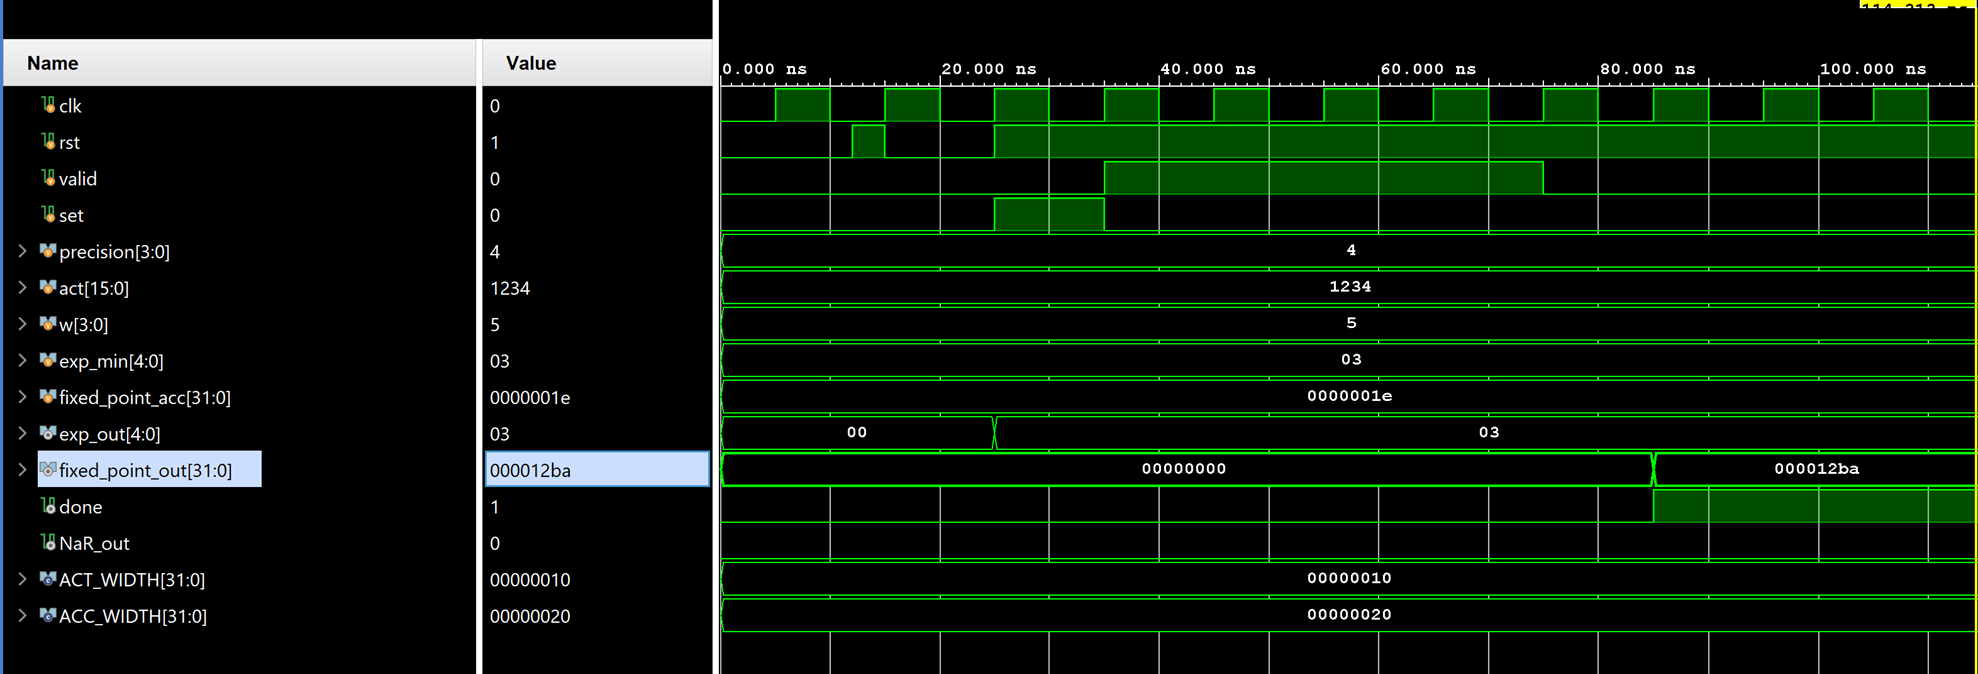 Name Value
0.000 ns 20.000 ns 40.000 ns 60.000 ns 80.000 ns 100.000 ns
clk 0
rst 1
valid 0
set 0
precision[3:0] 4 4
act[15:0] 1234 1234
w[3:0] 5 5
exp_min[4:0] 03 03
fixed_point_acc[31:0] 0000001e 0000001e
exp_out[4:0] 03 00 03
fixed_point_out[31:0] 000012ba 00000000 000012ba
done 1
NaR_out 0
ACT_WIDTH[31:0] 00000010 00000010
ACC_WIDTH[31:0] 00000020 00000020